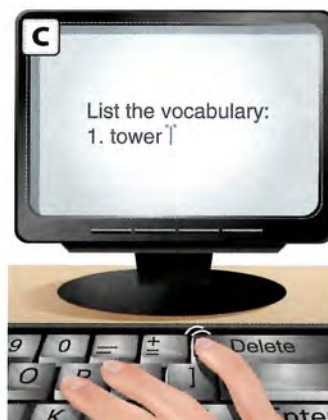 C
List the vocabulary:
1. tower
9 0 — ± = Delete
O P ]
K